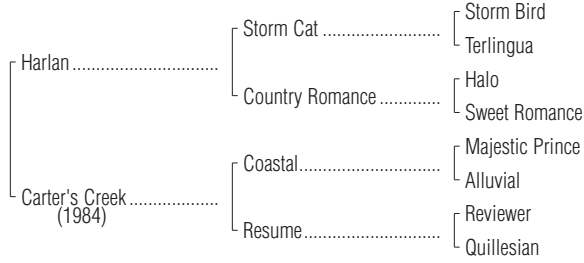 Storm Bird
Storm Cat ........................
Terlingua
Harlan .............................
Halo
Country Romance ............
Sweet Romance
Majestic Prince
Coastal............................
Alluvial
Carter's Creek ..................
(1984)
Reviewer
Resume...........................
Quillesian